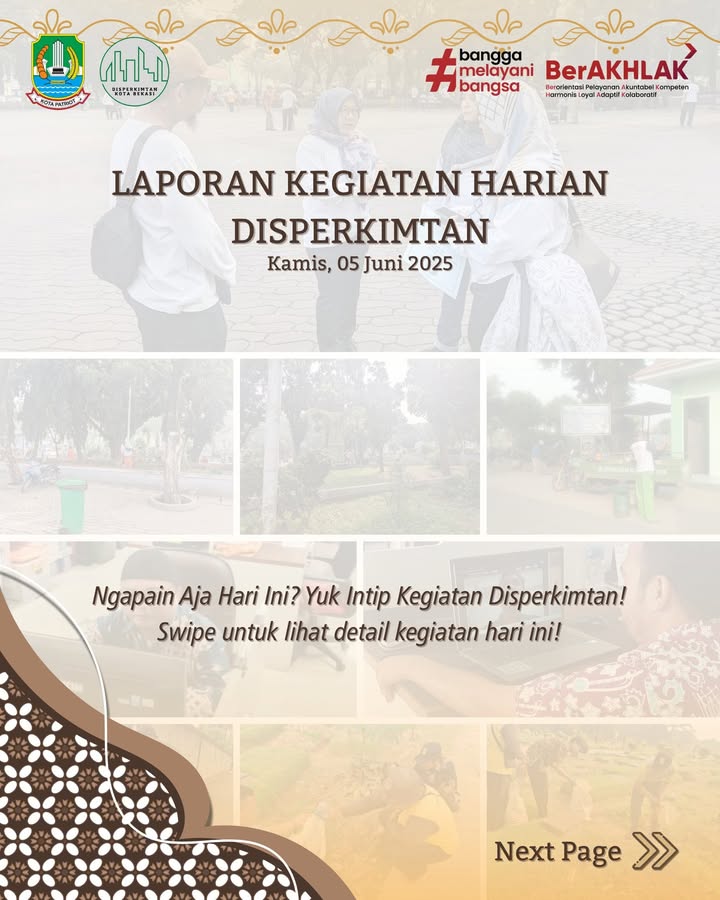 KOTA PATRIOT
DISPERKIMTAN
KOTA BEKASI
#bangga
melayani
bangsa
BerAKHLAK
Berorientasi Pelayanan Akuntabel Kompeten
Harmonis Loyal Adaptif Kolaboratif
LAPORAN KEGIATAN HARIAN
DISPERKIMTAN
Kamis, 05 Juni 2025
Ngapain Aja Hari Ini? Yuk Intip Kegiatan Disperkimtan!
Swipe untuk lihat detail kegiatan hari ini!
Next Page